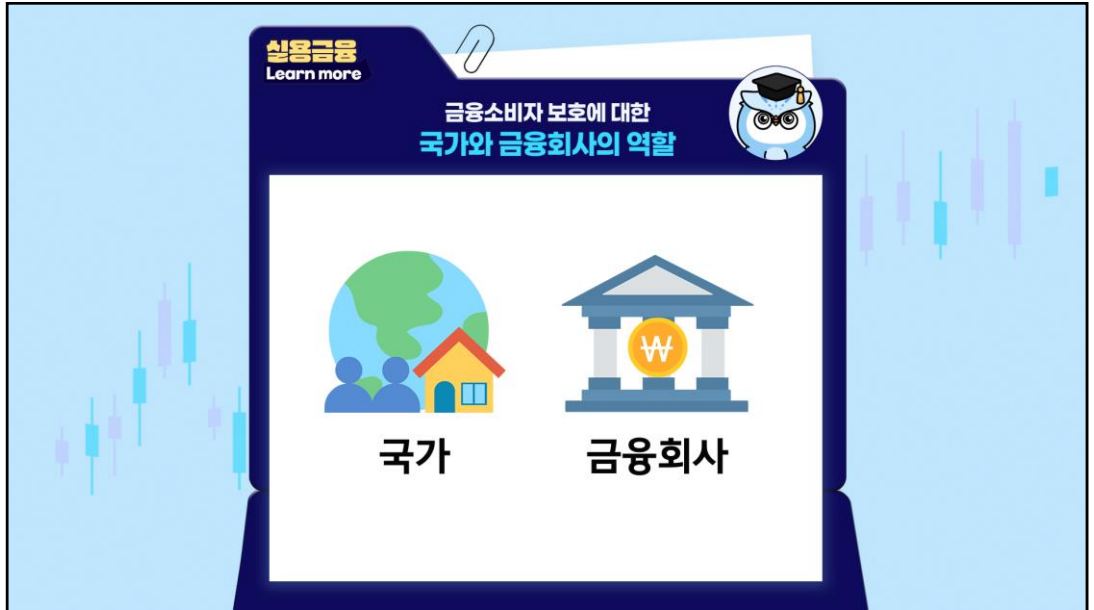 실용금융
Learn more
금융소비자 보호에 대한
국가와 금융회사의 역할
₩
국가
금융회사